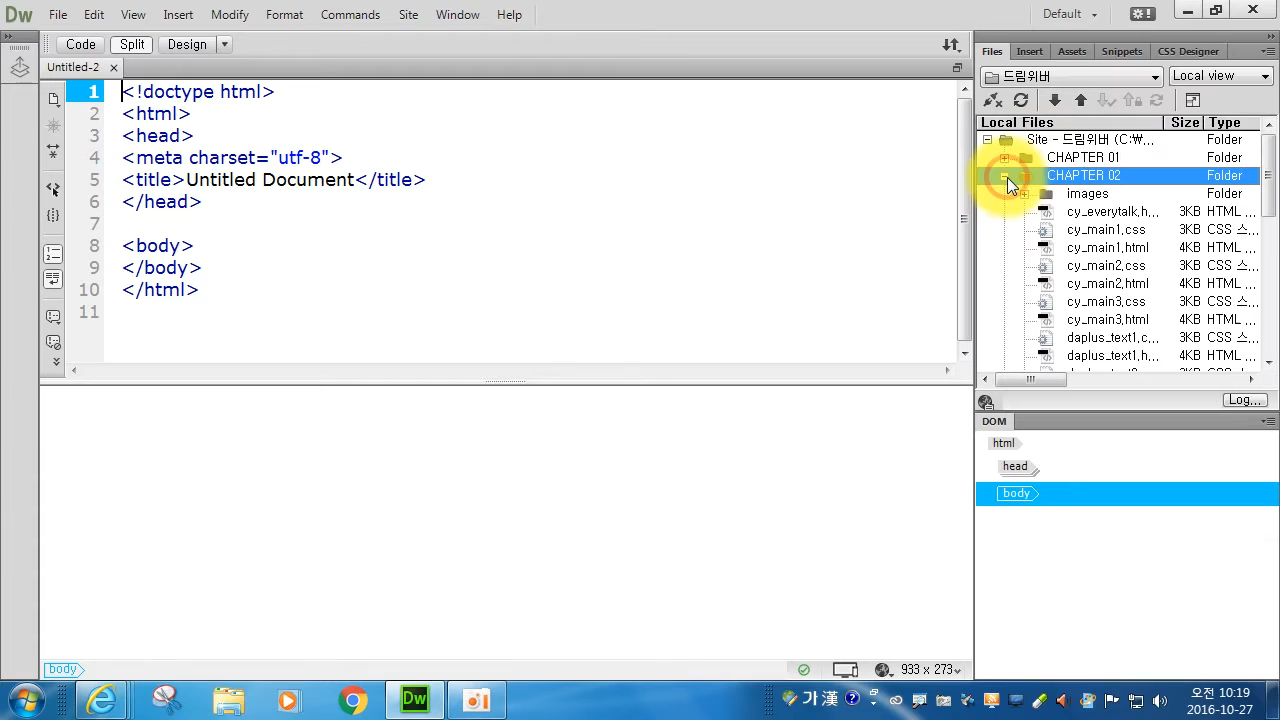 Dw File Edit View Insert Modify Format Commands Site Window Help Default
Code Split Design
Untitled-2
1 <!doctype html>
2 <html>
3 <head>
4 <meta charset="utf-8">
5 <title>Untitled Document</title>
6 </head>
7
8 <body>
9 </body>
10 </html>
11
body
933 x 273
Files Insert Assets Snippets CSS Designer
드림위버 Local view
Local Files Size Type
Site - 드림위버 (C:₩... Folder
CHAPTER 01 Folder
CHAPTER 02 Folder
images Folder
cy_everytalk,h... 3KB HTML ...
cy_main1,css 3KB CSS 스...
cy_main1,html 4KB HTML ...
cy_main2,css 3KB CSS 스...
cy_main2,html 4KB HTML ...
cy_main3,css 3KB CSS 스...
cy_main3,html 4KB HTML ...
daplus_text1,c... 3KB CSS 스...
daplus_text1,h... 4KB HTML ...
Log...
DOM
html
head
body
Dw
가 漢
오전 10:19
2016-10-27